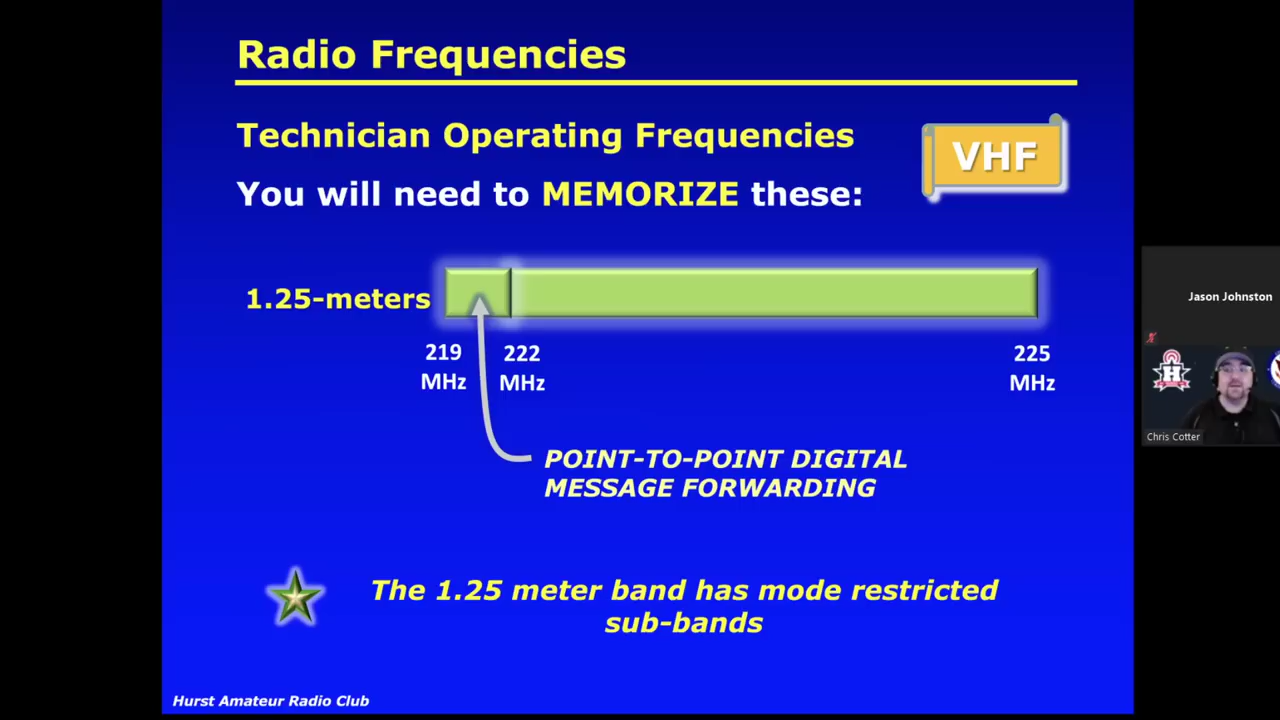 Radio Frequencies
Technician Operating Frequencies
VHF
You will need to MEMORIZE these:
1.25-meters
219
MHz
222
MHz
225
MHz
POINT-TO-POINT DIGITAL
MESSAGE FORWARDING
The 1.25 meter band has mode restricted
sub-bands
Hurst Amateur Radio Club
Jason Johnston
H
Chris Cotter